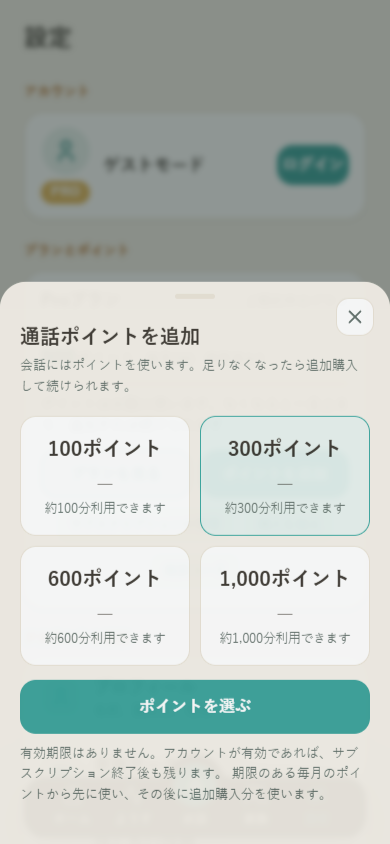 設定
アカウント
ゲストモード
ログイン
プランとポイント
通話ポイントを追加
会話にはポイントを使います。足りなくなったら追加購入
して続けられます。
100ポイント
—
約100分利用できます
300ポイント
—
約300分利用できます
600ポイント
—
約600分利用できます
1,000ポイント
—
約1,000分利用できます
ポイントを選ぶ
有効期限はありません。アカウントが有効であれば、サブ
スクリプション終了後も残ります。 期限のある毎月のポイ
ントから先に使い、その後に追加購入分を使います。